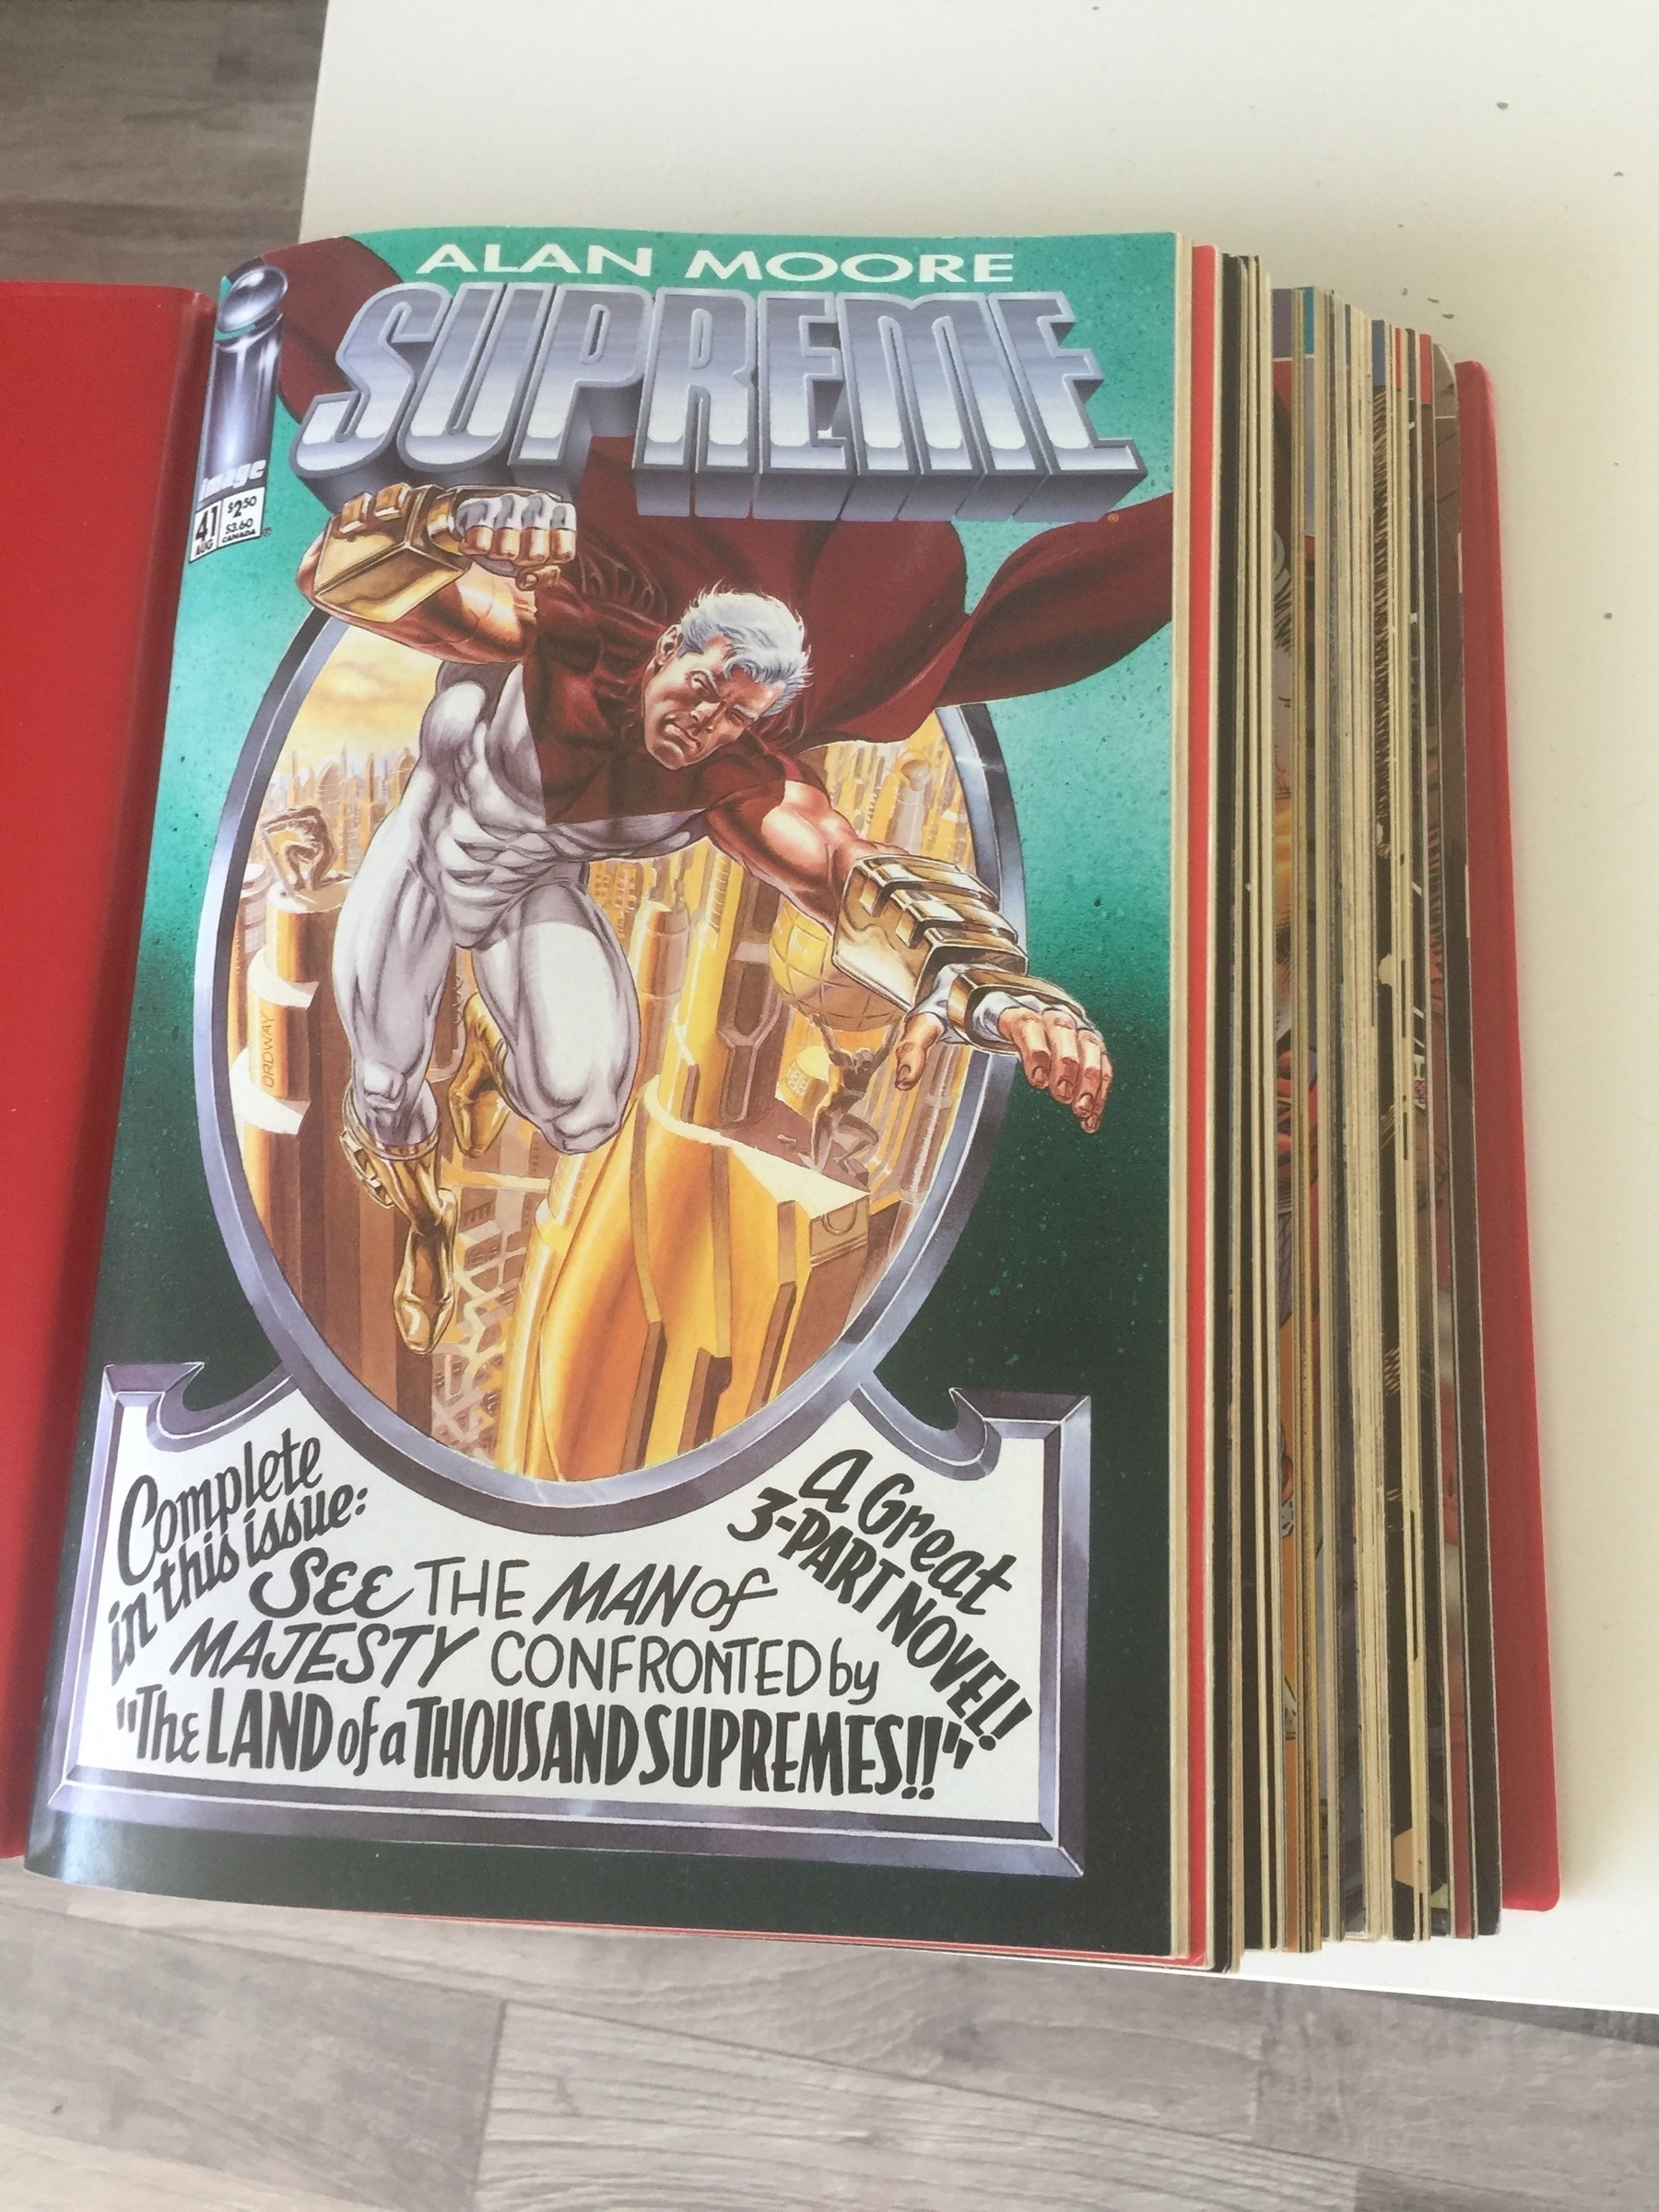 ALAN MOORE
SUPREME
image
41
AUG
$2.50
$3.60
CANADA
ORDWAY
Complete
in this issue:
A Great
3-PART NOVEL!
SEE THE MAN of
MAJESTY CONFRONTED by
"The LAND of a THOUSAND SUPREMES!!"